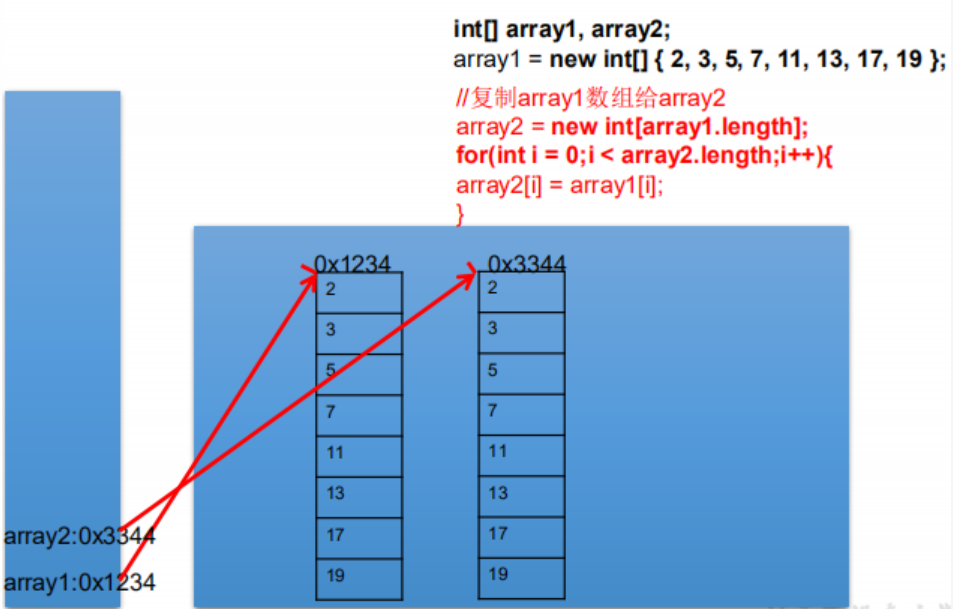 int[] array1, array2;
array1 = new int[] { 2, 3, 5, 7, 11, 13, 17, 19 };
//复制array1数组给array2
array2 = new int[array1.length];
for(int i = 0;i < array2.length;i++){
array2[i] = array1[i];
}
0x1234
2
3
5
7
11
13
17
19
0x3344
2
3
5
7
11
13
17
19
array2:0x3344
array1:0x1234